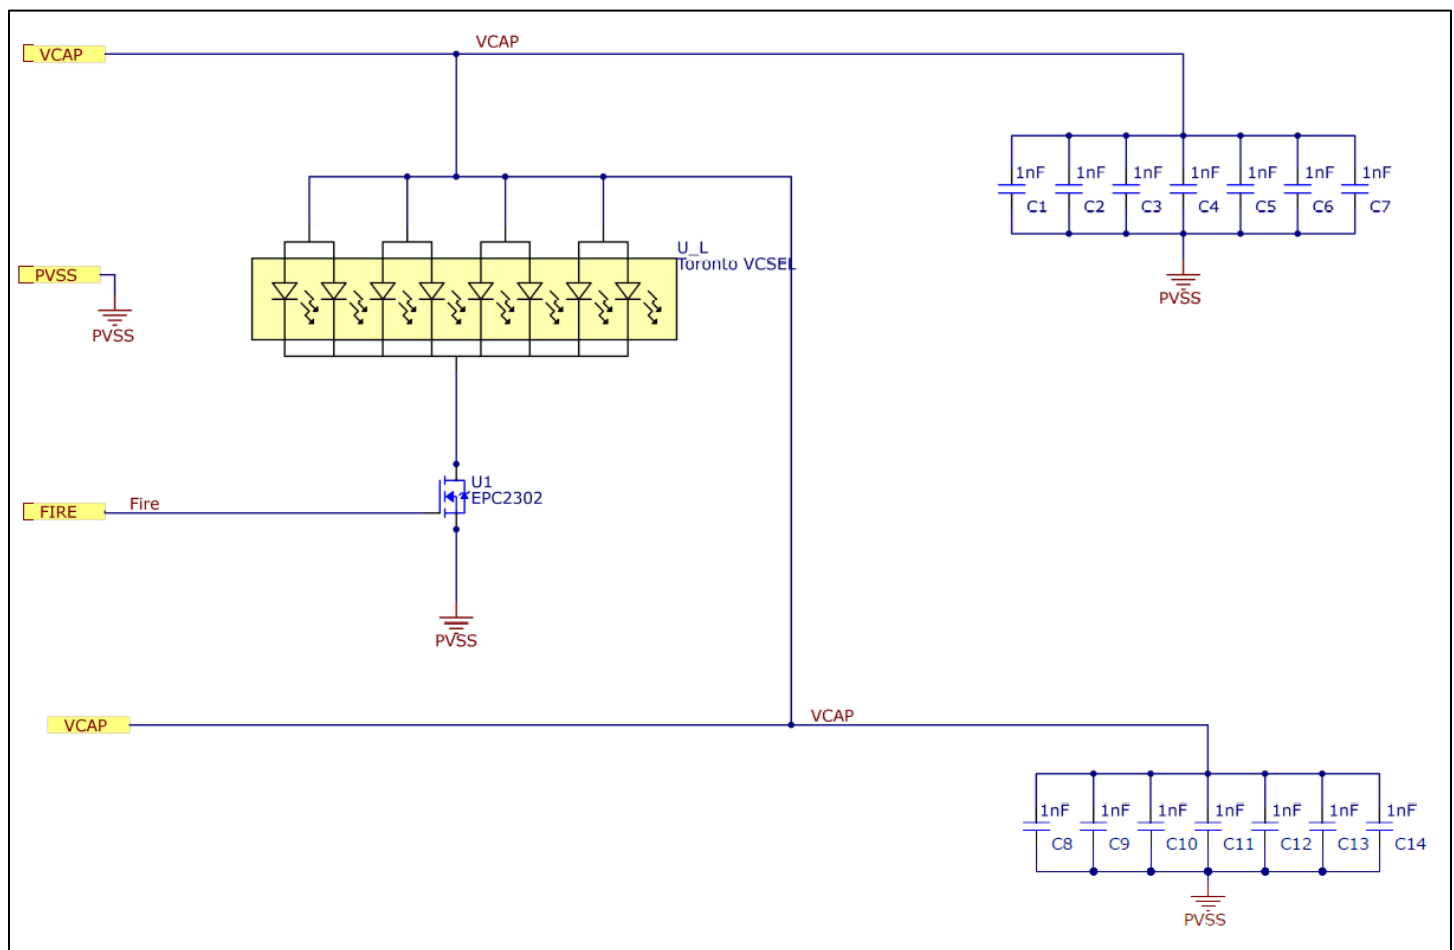 VCAP
VCAP
1nF 1nF 1nF 1nF 1nF 1nF 1nF
C1 C2 C3 C4 C5 C6 C7
U_L
Toronto VCSEL
PVSS
PVSS
PVSS
U1
EPC2302
FIRE
Fire
PVSS
VCAP
VCAP
1nF 1nF 1nF 1nF 1nF 1nF 1nF
C8 C9 C10 C11 C12 C13 C14
PVSS